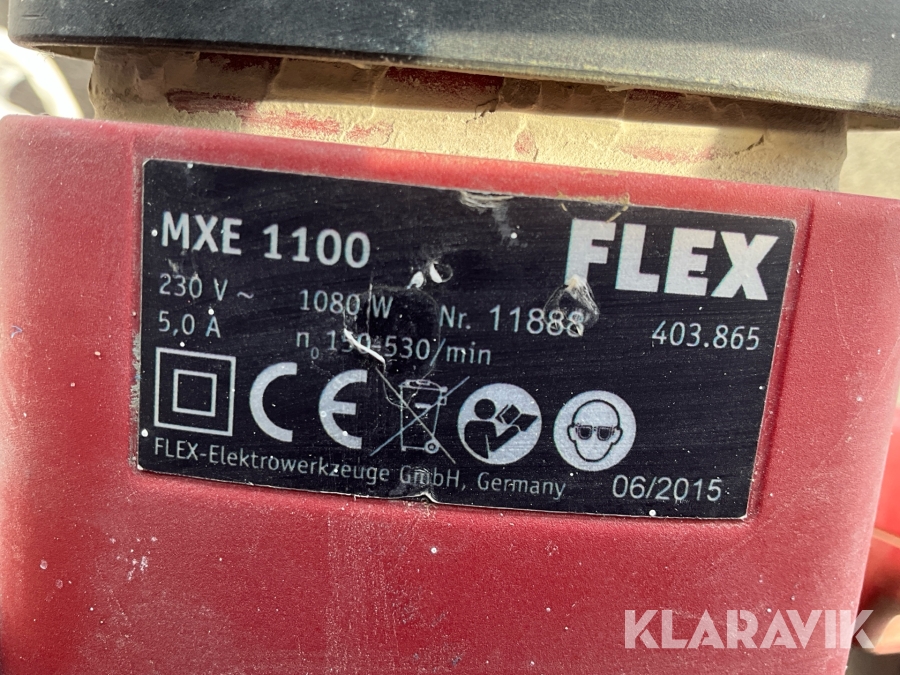 MXE 1100
FLEX
230 V ~ 1080 W Nr. 11888 403.865
5,0 A n₀ 150-530/min
CE
FLEX-Elektrowerkzeuge GmbH, Germany 06/2015
KLARAVIK